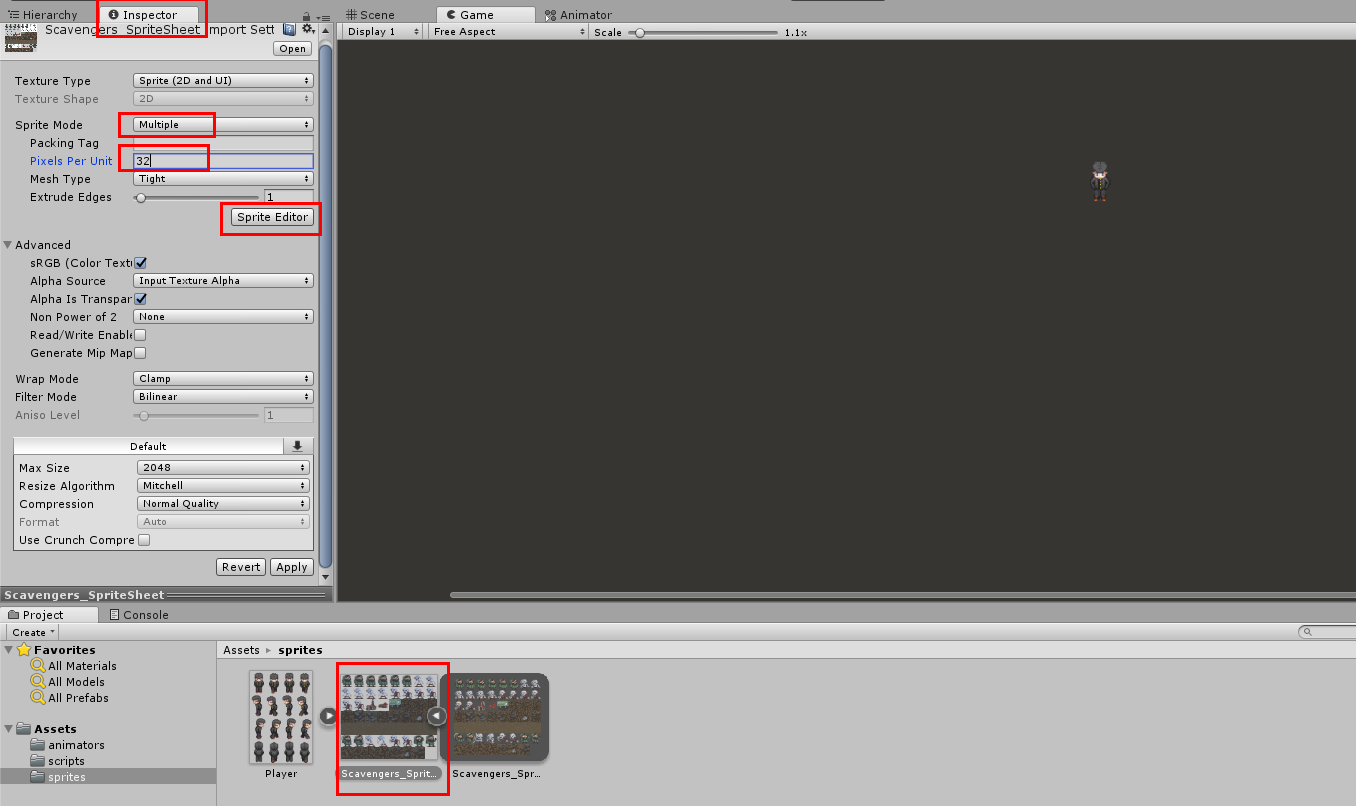 Hierarchy Inspector
Scavengers_SpriteSheet Import Sett
Open
Texture Type Sprite (2D and UI)
Texture Shape 2D
Sprite Mode Multiple
Packing Tag
Pixels Per Unit 32
Mesh Type Tight
Extrude Edges 1
Sprite Editor
Advanced
sRGB (Color Textu
Alpha Source Input Texture Alpha
Alpha Is Transpar
Non Power of 2 None
Read/Write Enable
Generate Mip Map
Wrap Mode Clamp
Filter Mode Bilinear
Aniso Level 1
Default
Max Size 2048
Resize Algorithm Mitchell
Compression Normal Quality
Format Auto
Use Crunch Compre
Revert Apply
Scavengers_SpriteSheet
Scene Game Animator
Display 1 Free Aspect Scale 1.1x
Project Console
Create
Favorites
All Materials
All Models
All Prefabs
Assets
animators
scripts
sprites
Assets ▸ sprites
Player Scavengers_Sprit... Scavengers_Spr...